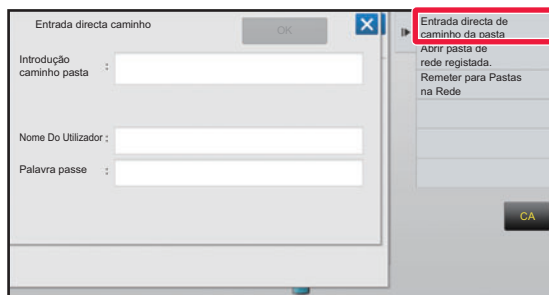 Entrada directa caminho
OK
Introdução
caminho pasta :
Nome Do Utilizador :
Palavra passe :
Entrada directa de
caminho da pasta
Abrir pasta de
rede registada.
Remeter para Pastas
na Rede
CA